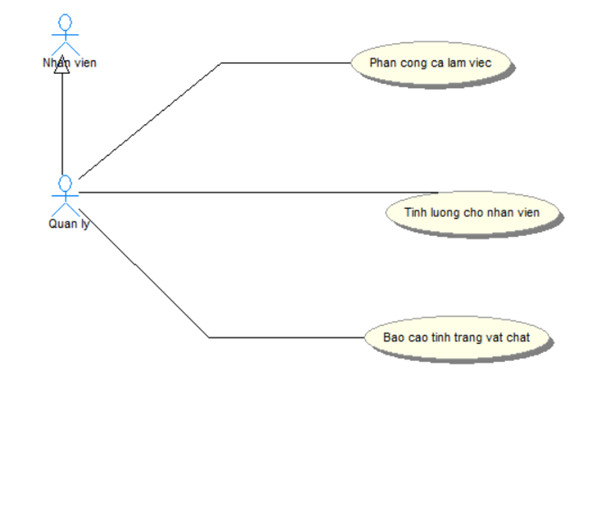 Nhan vien
Phan cong ca lam viec
Quan ly
Tinh luong cho nhan vien
Bao cao tinh trang vat chat